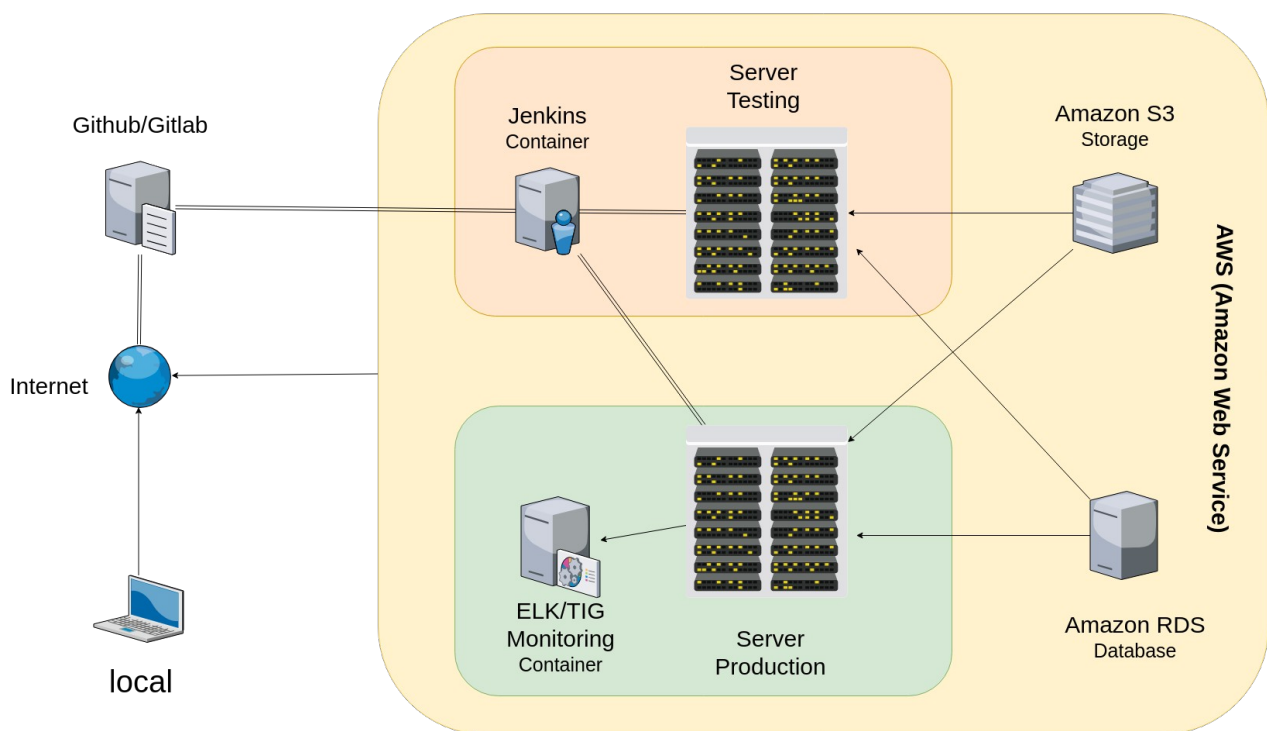 Github/Gitlab
Jenkins
Container
Server
Testing
Amazon S3
Storage
AWS (Amazon Web Service)
Internet
local
ELK/TIG
Monitoring
Container
Server
Production
Amazon RDS
Database